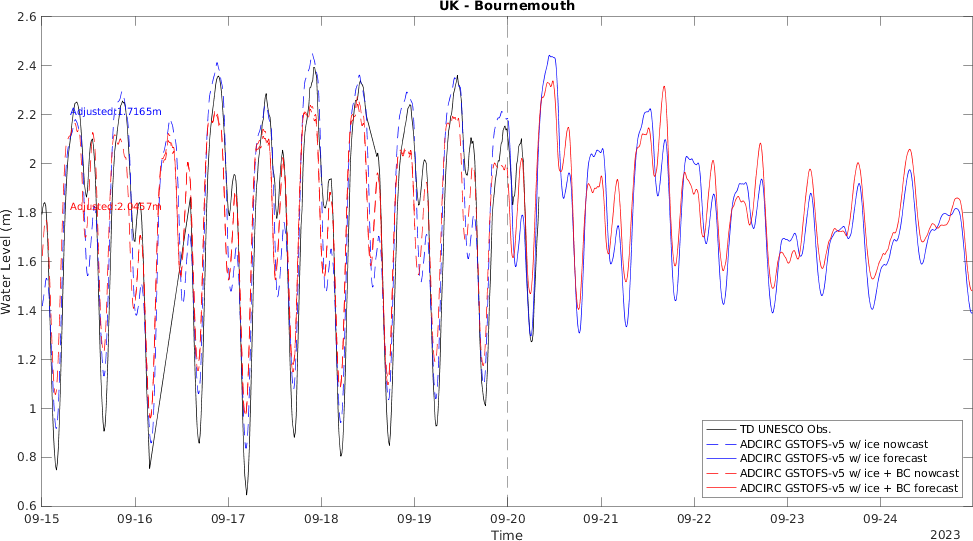 UK - Bournemouth
2.6
2.4
2.2
2
1.8
1.6
1.4
1.2
1
0.8
0.6
Water Level (m)
Adjusted:1.7165m
Adjusted:2.0457m
TD UNESCO Obs.
ADCIRC GSTOFS-v5 w/ ice nowcast
ADCIRC GSTOFS-v5 w/ ice forecast
ADCIRC GSTOFS-v5 w/ ice + BC nowcast
ADCIRC GSTOFS-v5 w/ ice + BC forecast
09-15 09-16 09-17 09-18 09-19 09-20 09-21 09-22 09-23 09-24
Time
2023